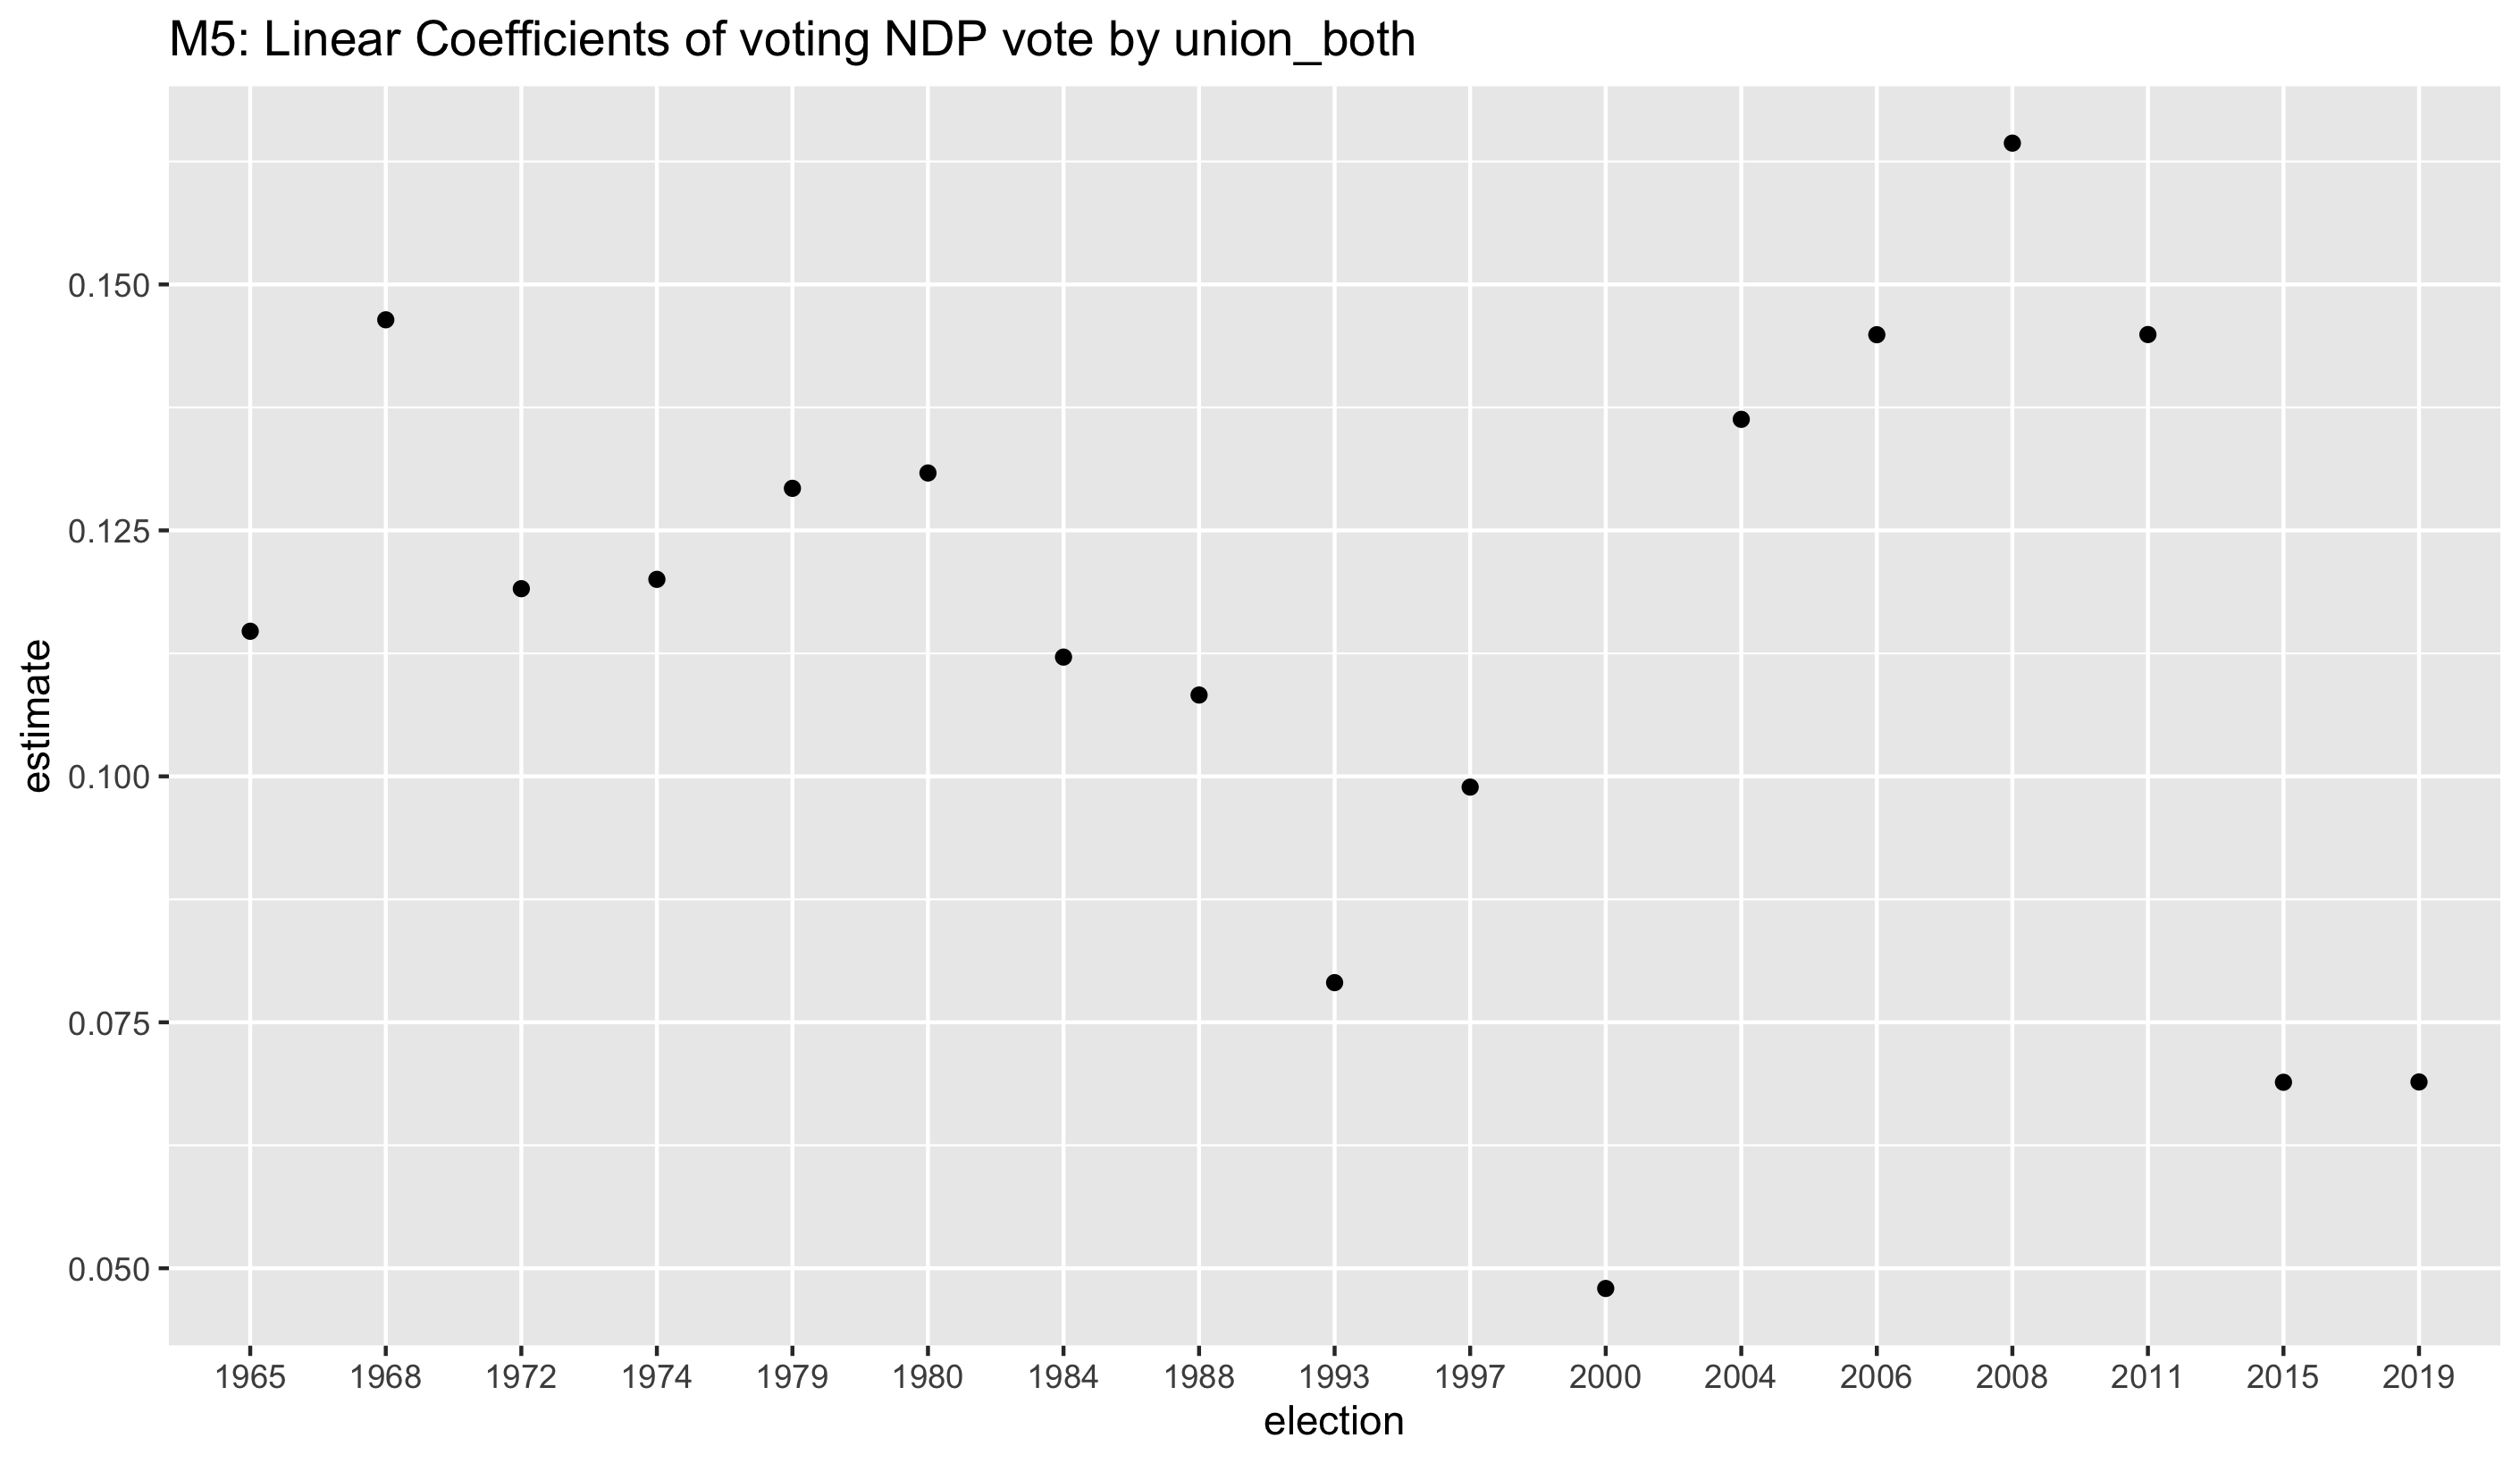 M5: Linear Coefficients of voting NDP vote by union_both
estimate
0.150
0.125
0.100
0.075
0.050
1965 1968 1972 1974 1979 1980 1984 1988 1993 1997 2000 2004 2006 2008 2011 2015 2019
election